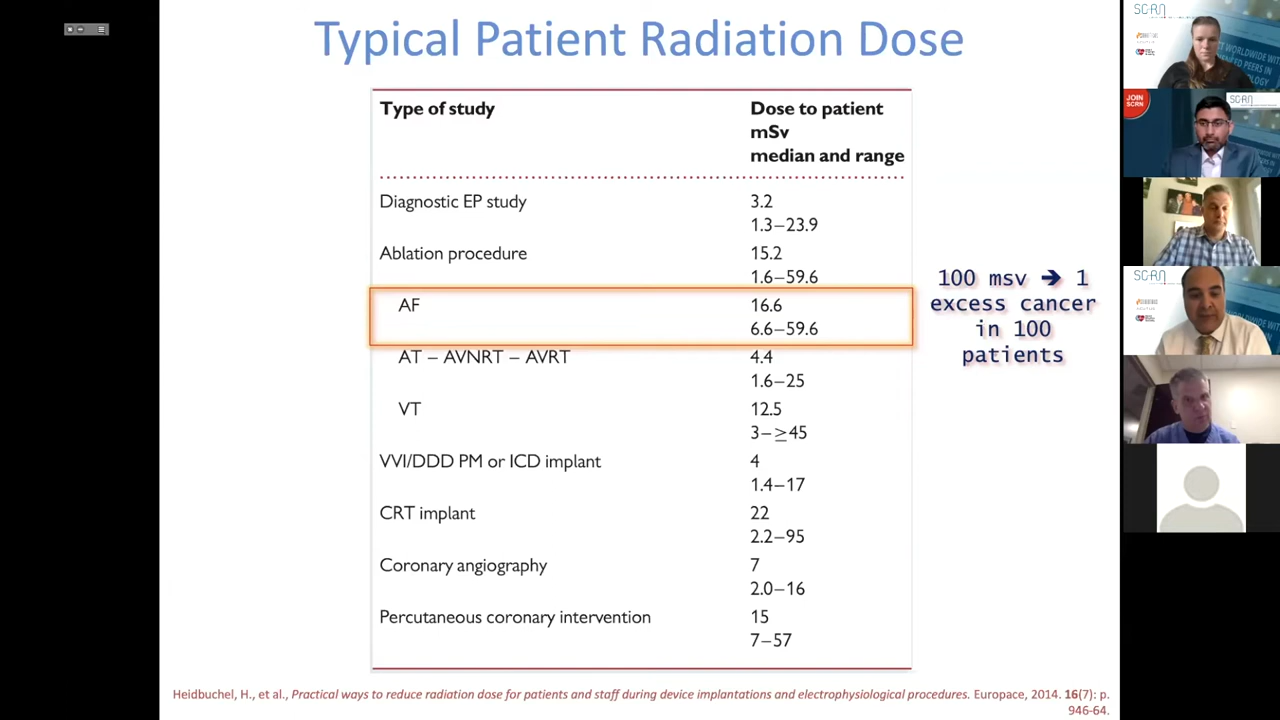 Typical Patient Radiation Dose
Type of study
Dose to patient
mSv
median and range
Diagnostic EP study
3.2
1.3–23.9
Ablation procedure
15.2
1.6–59.6
AF
16.6
6.6–59.6
AT – AVNRT – AVRT
4.4
1.6–25
VT
12.5
3–≥45
VVI/DDD PM or ICD implant
4
1.4–17
CRT implant
22
2.2–95
Coronary angiography
7
2.0–16
Percutaneous coronary intervention
15
7–57
100 msv → 1
excess cancer
in 100
patients
Heidbuchel, H., et al., Practical ways to reduce radiation dose for patients and staff during device implantations and electrophysiological procedures. Europace, 2014. 16(7): p.
946-64.
SCRN
JOIN
SCRN
SCRN
SCRN